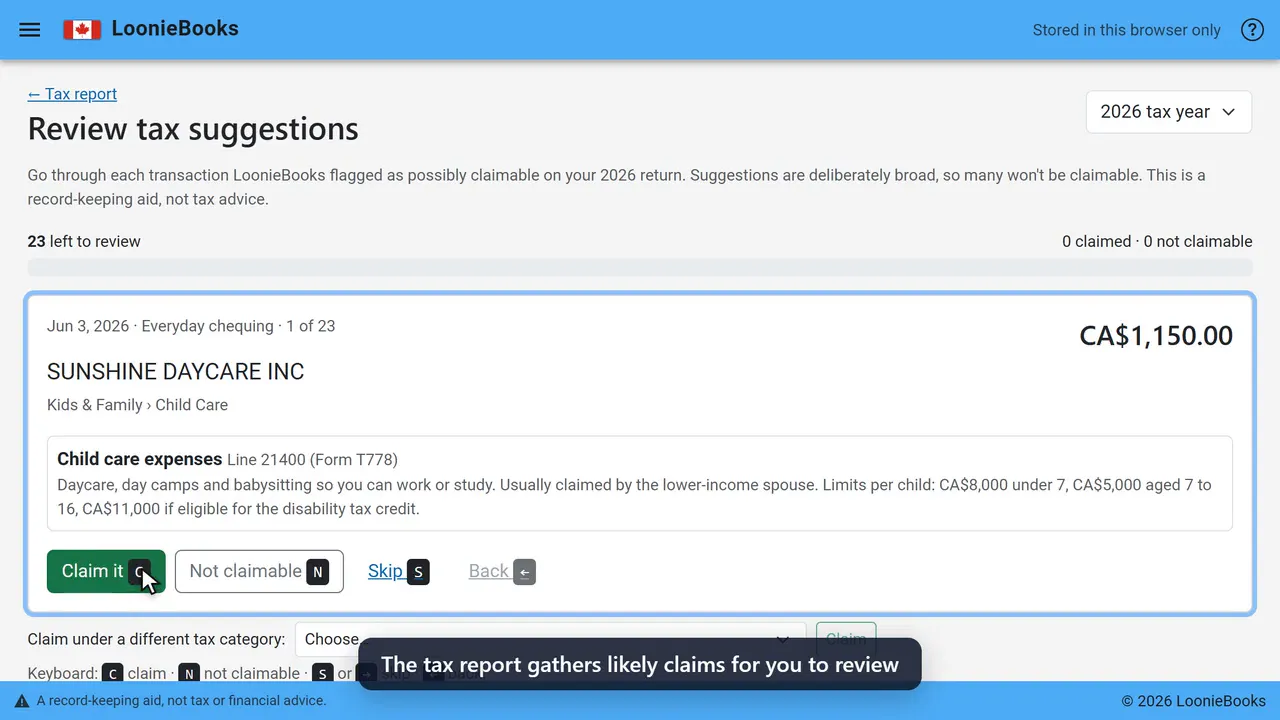 LoonieBooks
Stored in this browser only
?
← Tax report
Review tax suggestions
2026 tax year
Go through each transaction LoonieBooks flagged as possibly claimable on your 2026 return. Suggestions are deliberately broad, so many won't be claimable. This is a
record-keeping aid, not tax advice.
23 left to review
0 claimed · 0 not claimable
Jun 3, 2026 · Everyday chequing · 1 of 23
CA$1,150.00
SUNSHINE DAYCARE INC
Kids & Family › Child Care
Child care expenses Line 21400 (Form T778)
Daycare, day camps and babysitting so you can work or study. Usually claimed by the lower-income spouse. Limits per child: CA$8,000 under 7, CA$5,000 aged 7 to
16, CA$11,000 if eligible for the disability tax credit.
Claim it C Not claimable N Skip S Back ←
Claim under a different tax category: Choose... Claim
Keyboard: C claim · N not claimable · S or → skip · ← back
The tax report gathers likely claims for you to review
A record-keeping aid, not tax or financial advice.
© 2026 LoonieBooks